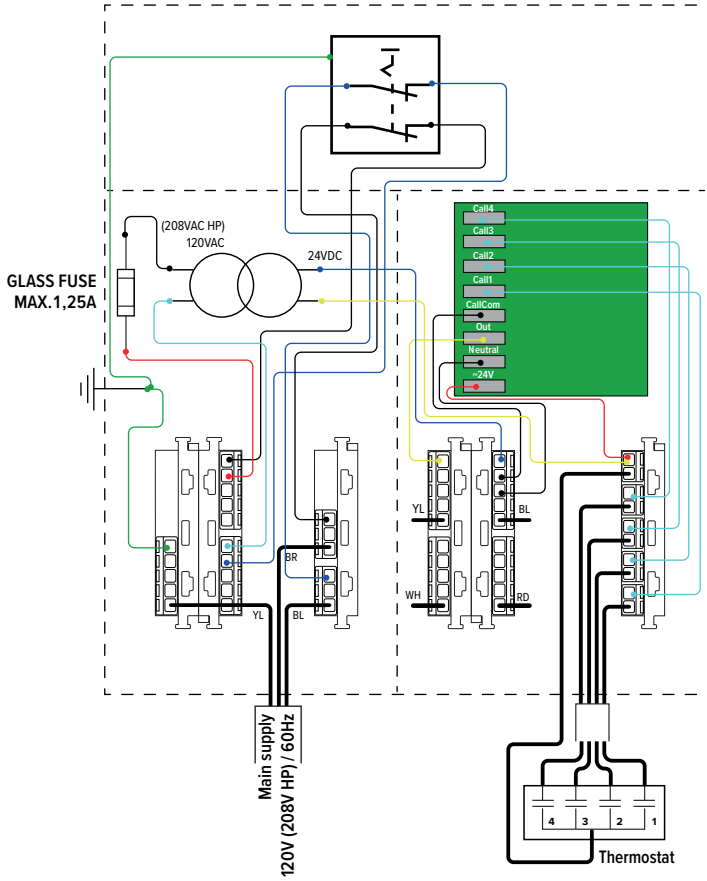 (208VAC HP)
120VAC
24VDC
GLASS FUSE
MAX.1,25A
Call4
Call3
Call2
Call1
CallCom
Out
Neutral
~24V
YL
BL
BR
WH
RD
YL
BL
Main supply
120V (208V HP) / 60Hz
4
3
2
1
Thermostat